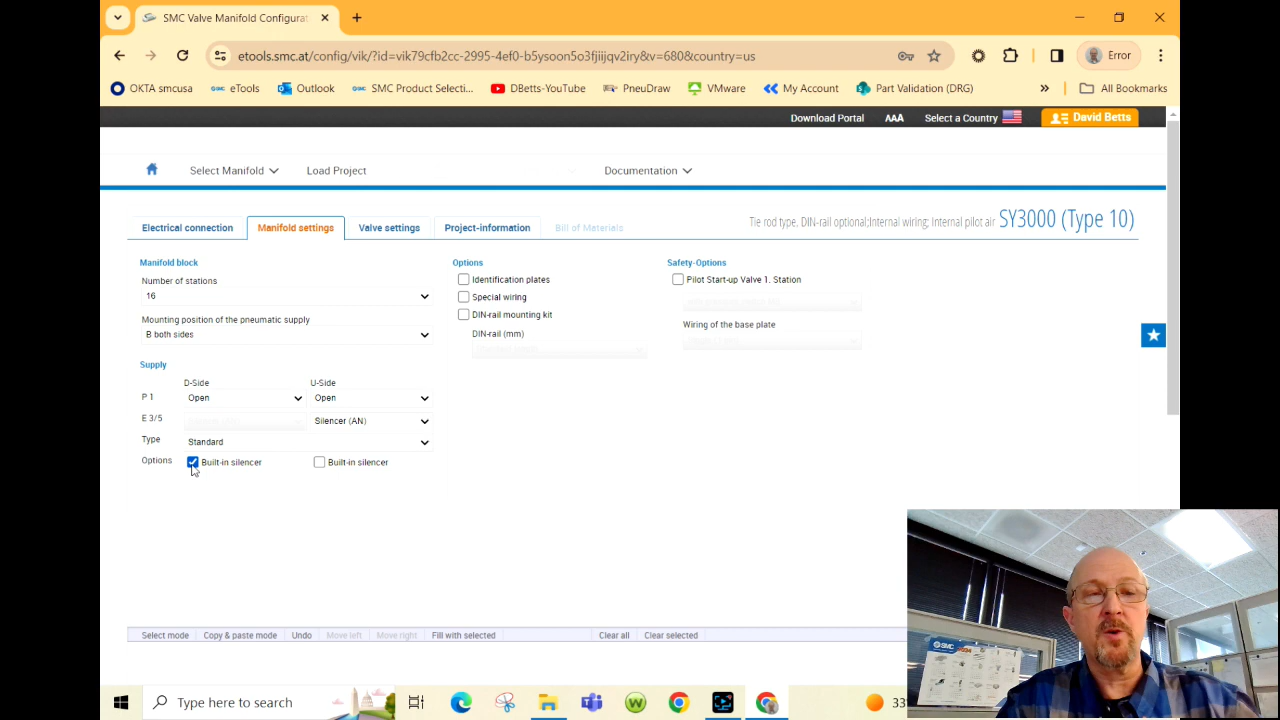 SMC Valve Manifold Configurat
etools.smc.at/config/vik/?id=vik79cfb2cc-2995-4ef0-b5ysoon5o3fjiijqv2iry&v=680&country=us
Error
OKTA smcusa
eTools
Outlook
SMC Product Selecti...
DBetts-YouTube
PneuDraw
VMware
My Account
Part Validation (DRG)
»
All Bookmarks
Download Portal
AAA
Select a Country
David Betts
Select Manifold
Load Project
Documentation
Electrical connection
Manifold settings
Valve settings
Project-information
Bill of Materials
Tie rod type. DIN-rail optional;Internal wiring; internal pilot air SY3000 (Type 10)
Manifold block
Number of stations
16
Mounting position of the pneumatic supply
B both sides
Supply
D-Side U-Side
P 1 Open Open
E 3/5 Silencer (AN)
Type Standard
Options Built-in silencer Built-in silencer
Options
Identification plates
Special wiring
DIN-rail mounting kit
DIN-rail (mm)
Safety-Options
Pilot Start-up Valve 1. Station
Wiring of the base plate
Select mode
Copy & paste mode
Undo
Move left
Move right
Fill with selected
Clear all
Clear selected
SMC
Type here to search
33